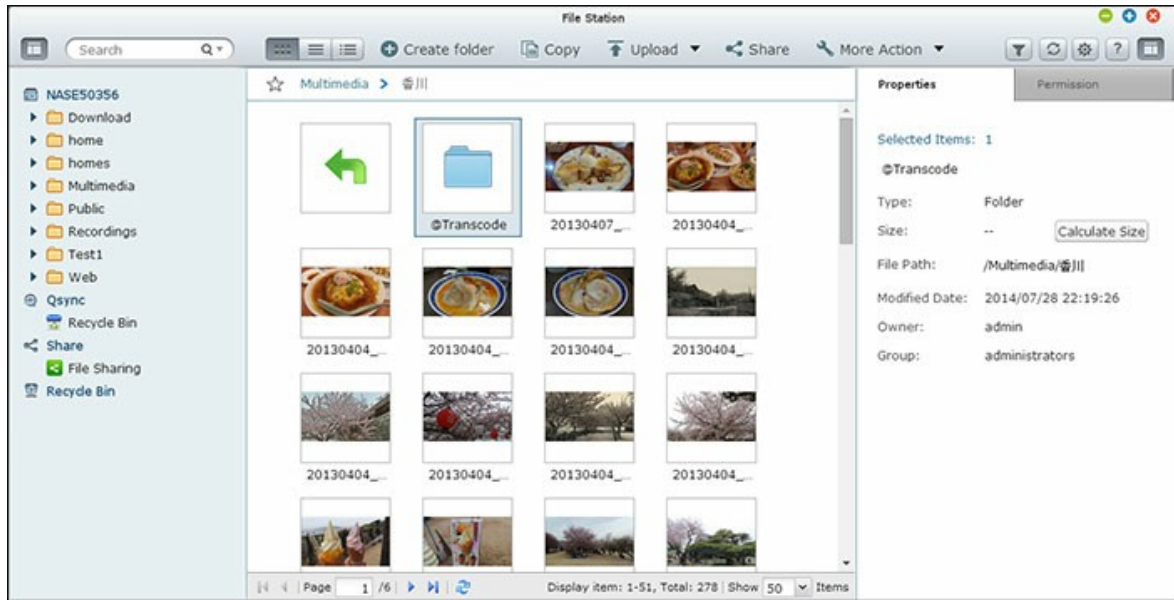 File Station
Search
Create folder
Copy
Upload
Share
More Action
?
NASE50356
Download
home
homes
Multimedia
Public
Recordings
Test1
Web
Qsync
Recycle Bin
Share
File Sharing
Recycle Bin
Multimedia > 香川
@Transcode
20130407_...
20130404_...
20130404_...
20130404_...
20130404_...
20130404_...
20130404_...
20130404_...
20130404_...
20130404_...
Page 1 /6
Display item: 1-51, Total: 278 Show 50 Items
Properties
Permission
Selected Items: 1
@Transcode
Type: Folder
Size: -- Calculate Size
File Path: /Multimedia/香川
Modified Date: 2014/07/28 22:19:26
Owner: admin
Group: administrators